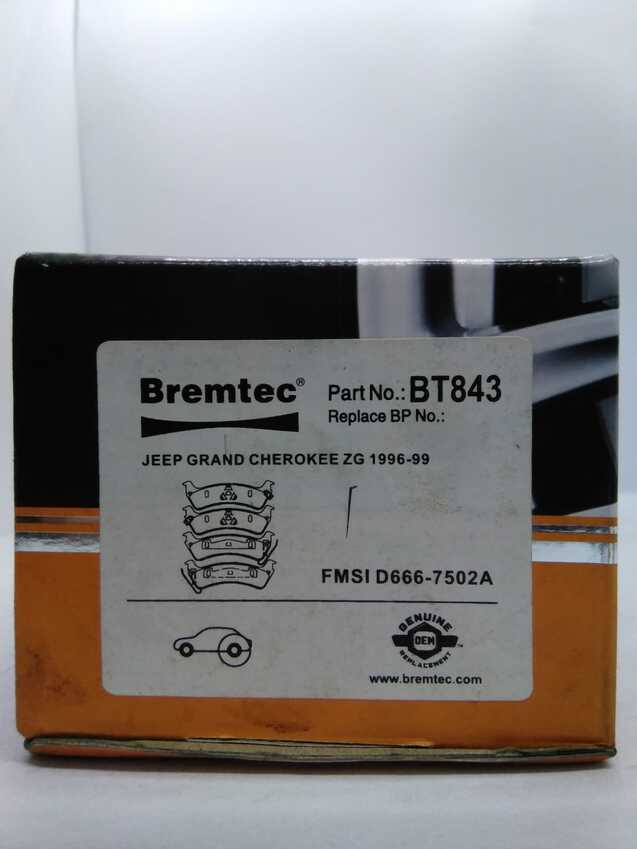 Bremtec®
Part No.: BT843
Replace BP No.:
JEEP GRAND CHEROKEE ZG 1996-99
FMSI D666-7502A
GENUINE
OEM
REPLACEMENT™
www.bremtec.com